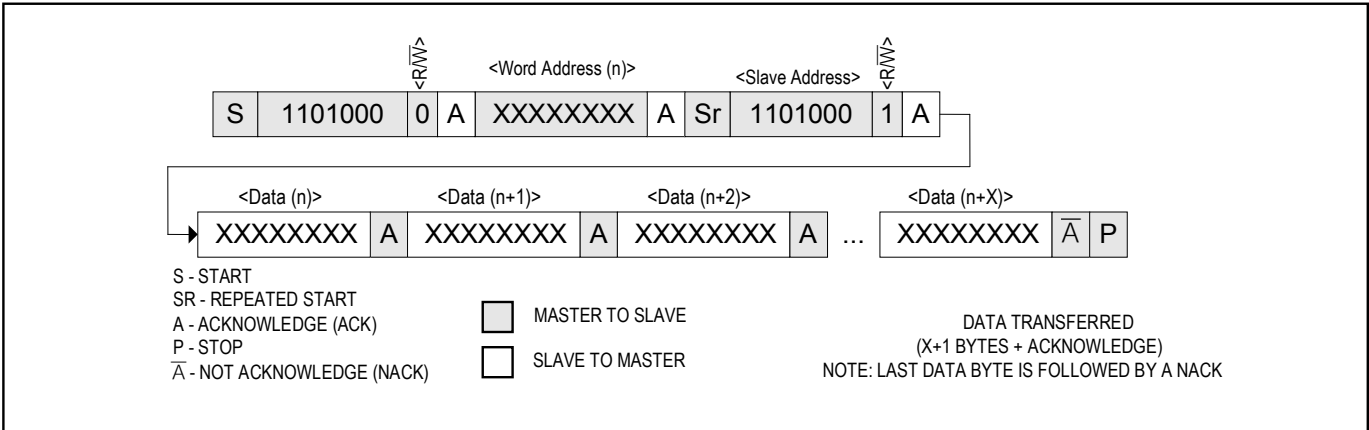 <R/W̅> <Word Address (n)> <Slave Address> <R/W̅>
S 1101000 0 A XXXXXXXX A Sr 1101000 1 A
<Data (n)> <Data (n+1)> <Data (n+2)> <Data (n+X)>
XXXXXXXX A XXXXXXXX A XXXXXXXX A ... XXXXXXXX A̅ P
S - START
SR - REPEATED START
A - ACKNOWLEDGE (ACK)
P - STOP
A̅ - NOT ACKNOWLEDGE (NACK)
MASTER TO SLAVE
SLAVE TO MASTER
DATA TRANSFERRED
(X+1 BYTES + ACKNOWLEDGE)
NOTE: LAST DATA BYTE IS FOLLOWED BY A NACK